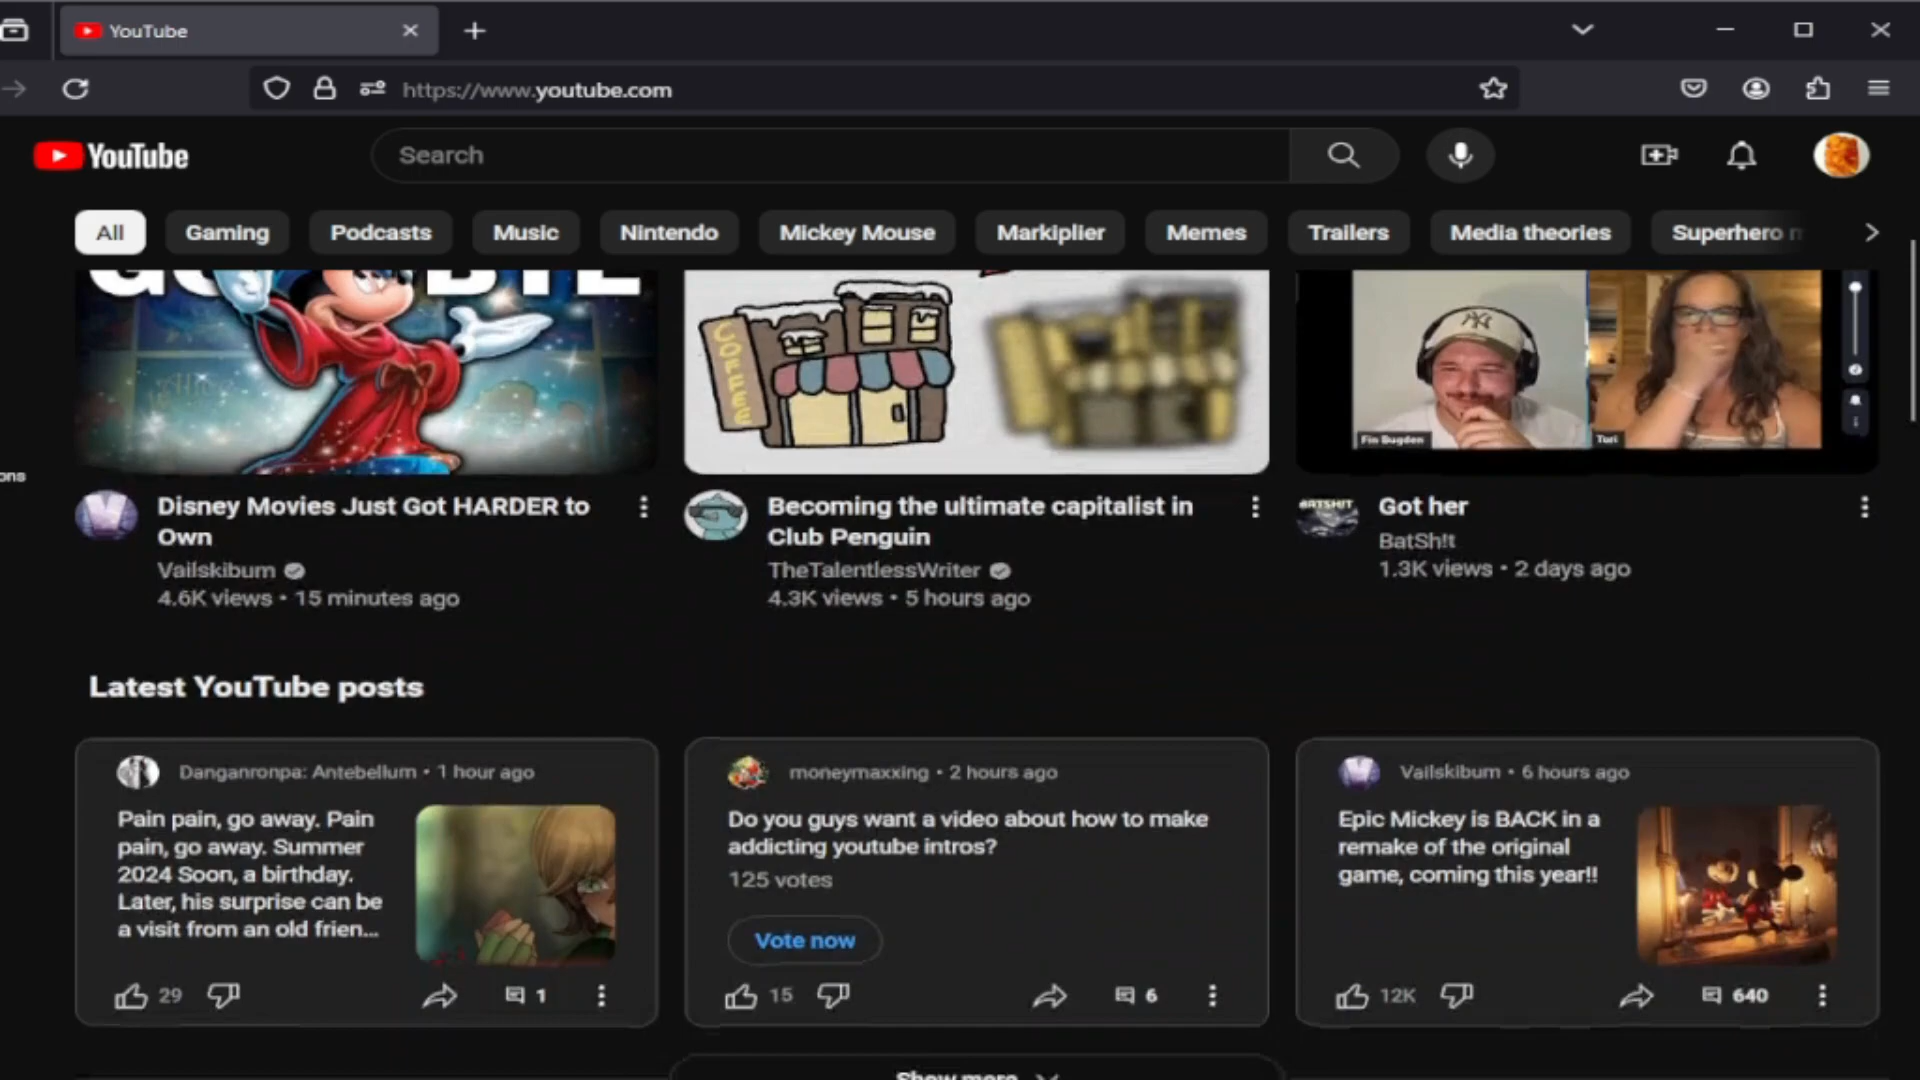 YouTube
https://www.youtube.com
YouTube
Search
All
Gaming
Podcasts
Music
Nintendo
Mickey Mouse
Markiplier
Memes
Trailers
Media theories
Superhero
COFFEE
Fin Bugden
Turi
ons
Disney Movies Just Got HARDER to
Own
Vailskibum
4.6K views • 15 minutes ago
Becoming the ultimate capitalist in
Club Penguin
TheTalentlessWriter
4.3K views • 5 hours ago
BATSH!T
Got her
BatSh!t
1.3K views • 2 days ago
Latest YouTube posts
Danganronpa: Antebellum • 1 hour ago
Pain pain, go away. Pain
pain, go away. Summer
2024 Soon, a birthday.
Later, his surprise can be
a visit from an old frien...
29
1
moneymaxxing • 2 hours ago
Do you guys want a video about how to make
addicting youtube intros?
125 votes
Vote now
15
6
Vailskibum • 6 hours ago
Epic Mickey is BACK in a
remake of the original
game, coming this year!!
12K
640
Show more